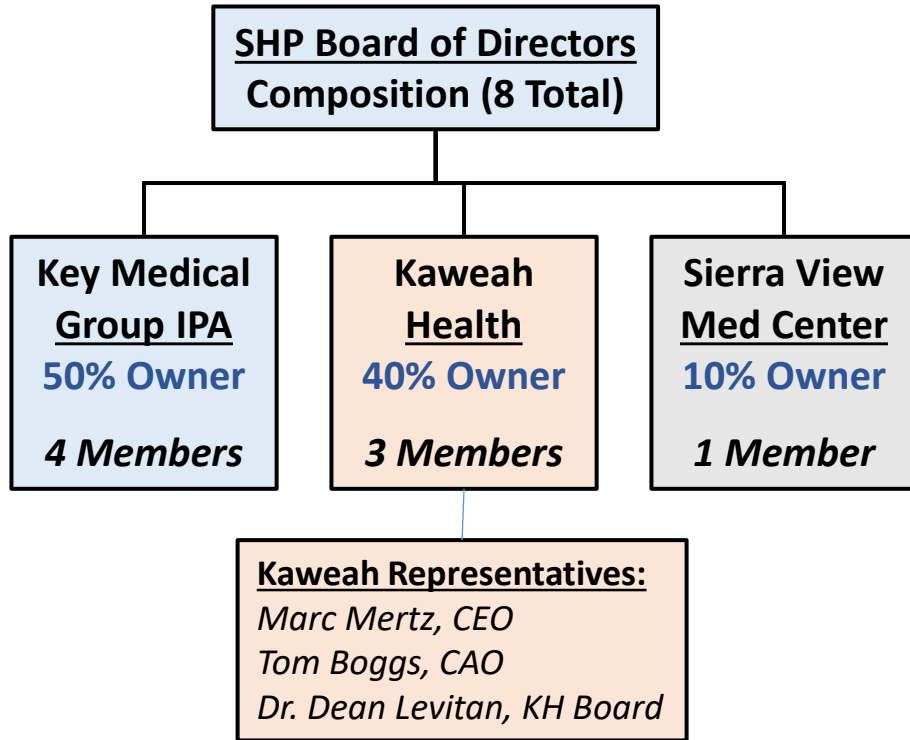 SHP Board of Directors
Composition (8 Total)
Key Medical
Group IPA
50% Owner
4 Members
Kaweah
Health
40% Owner
3 Members
Sierra View
Med Center
10% Owner
1 Member
Kaweah Representatives:
Marc Mertz, CEO
Tom Boggs, CAO
Dr. Dean Levitan, KH Board